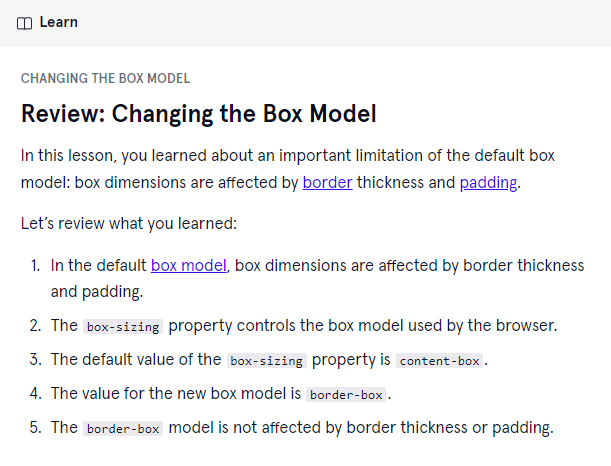 Learn
CHANGING THE BOX MODEL
Review: Changing the Box Model
In this lesson, you learned about an important limitation of the default box
model: box dimensions are affected by border thickness and padding.
Let’s review what you learned:
1. In the default box model, box dimensions are affected by border thickness
and padding.
2. The box-sizing property controls the box model used by the browser.
3. The default value of the box-sizing property is content-box.
4. The value for the new box model is border-box.
5. The border-box model is not affected by border thickness or padding.